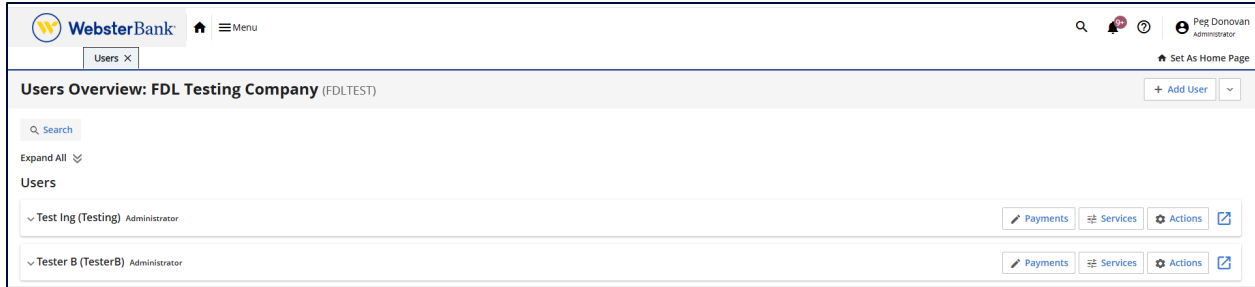 WebsterBank Menu 9+ Peg Donovan
Administrator
Users Set As Home Page
Users Overview: FDL Testing Company (FDLTEST) + Add User
Search
Expand All
Users
Test Ing (Testing) Administrator Payments Services Actions
Tester B (TesterB) Administrator Payments Services Actions